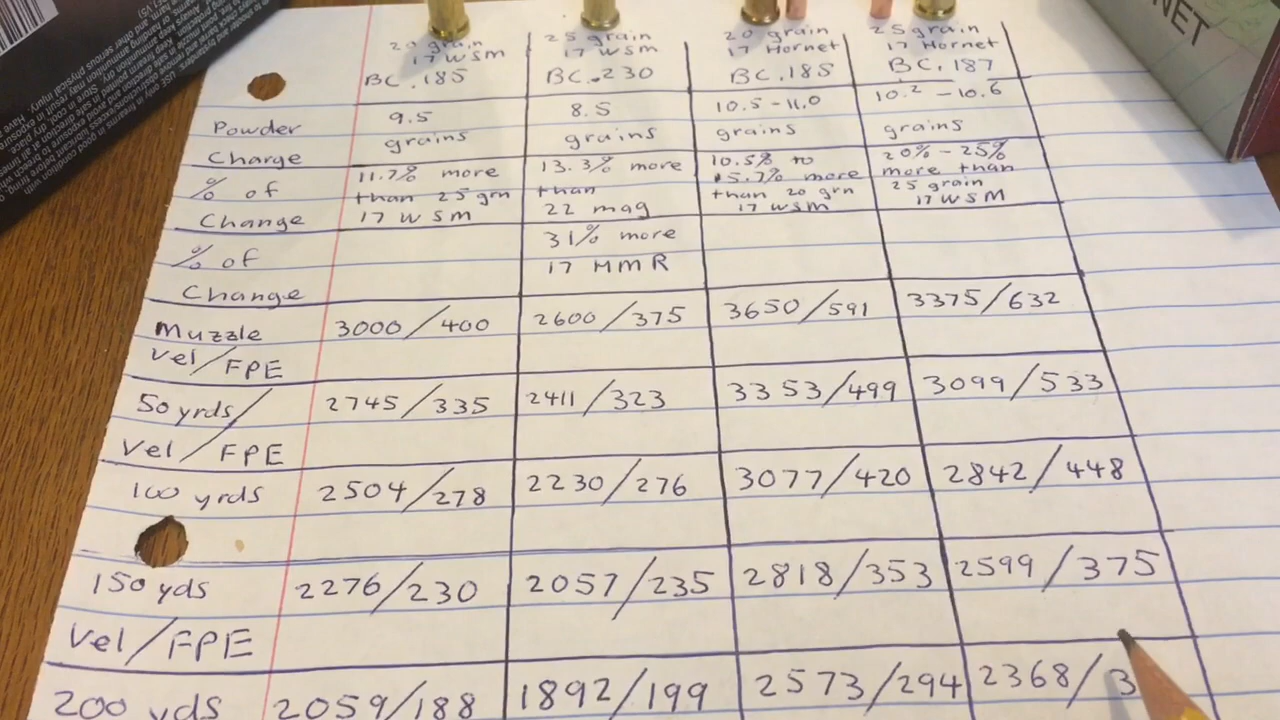 20 grain 25 grain 20 grain 25 grain
17 WSM 17 WSM 17 Hornet 17 Hornet
BC .185 BC .230 BC .185 BC .187
Powder 9.5 8.5 10.5-11.0 10.2-10.6
Charge grains grains grains grains
% of 11.7% more 13.3% more 10.5% to 20%-25%
Change than 25 grn than 15.7% more more than
17 WSM 22 mag than 20 grn 25 grain
17 WSM 17 WSM
% of 31% more
Change 17 HMR
Muzzle 3000/400 2600/375 3650/591 3375/632
Vel/FPE
50 yrds/ 2745/335 2411/323 3353/499 3099/533
Vel/FPE
100 yrds 2504/278 2230/276 3077/420 2842/448
150 yds 2276/230 2057/235 2818/353 2599/375
Vel/FPE
200 yds 2059/188 1892/199 2573/294 2368/3
NET